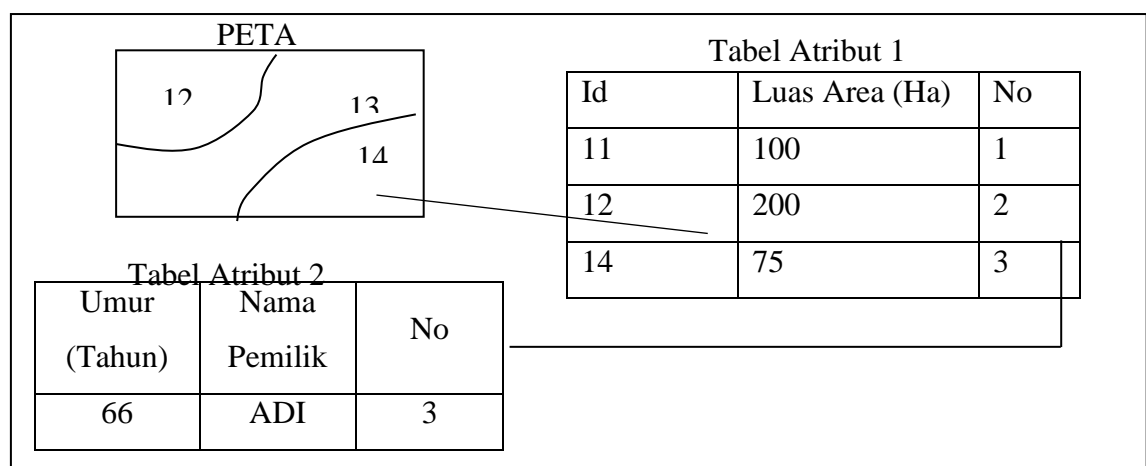 PETA
12
13
14
Tabel Atribut 1
Id Luas Area (Ha) No
11 100 1
12 200 2
14 75 3
Tabel Atribut 2
Umur (Tahun) Nama Pemilik No
66 ADI 3